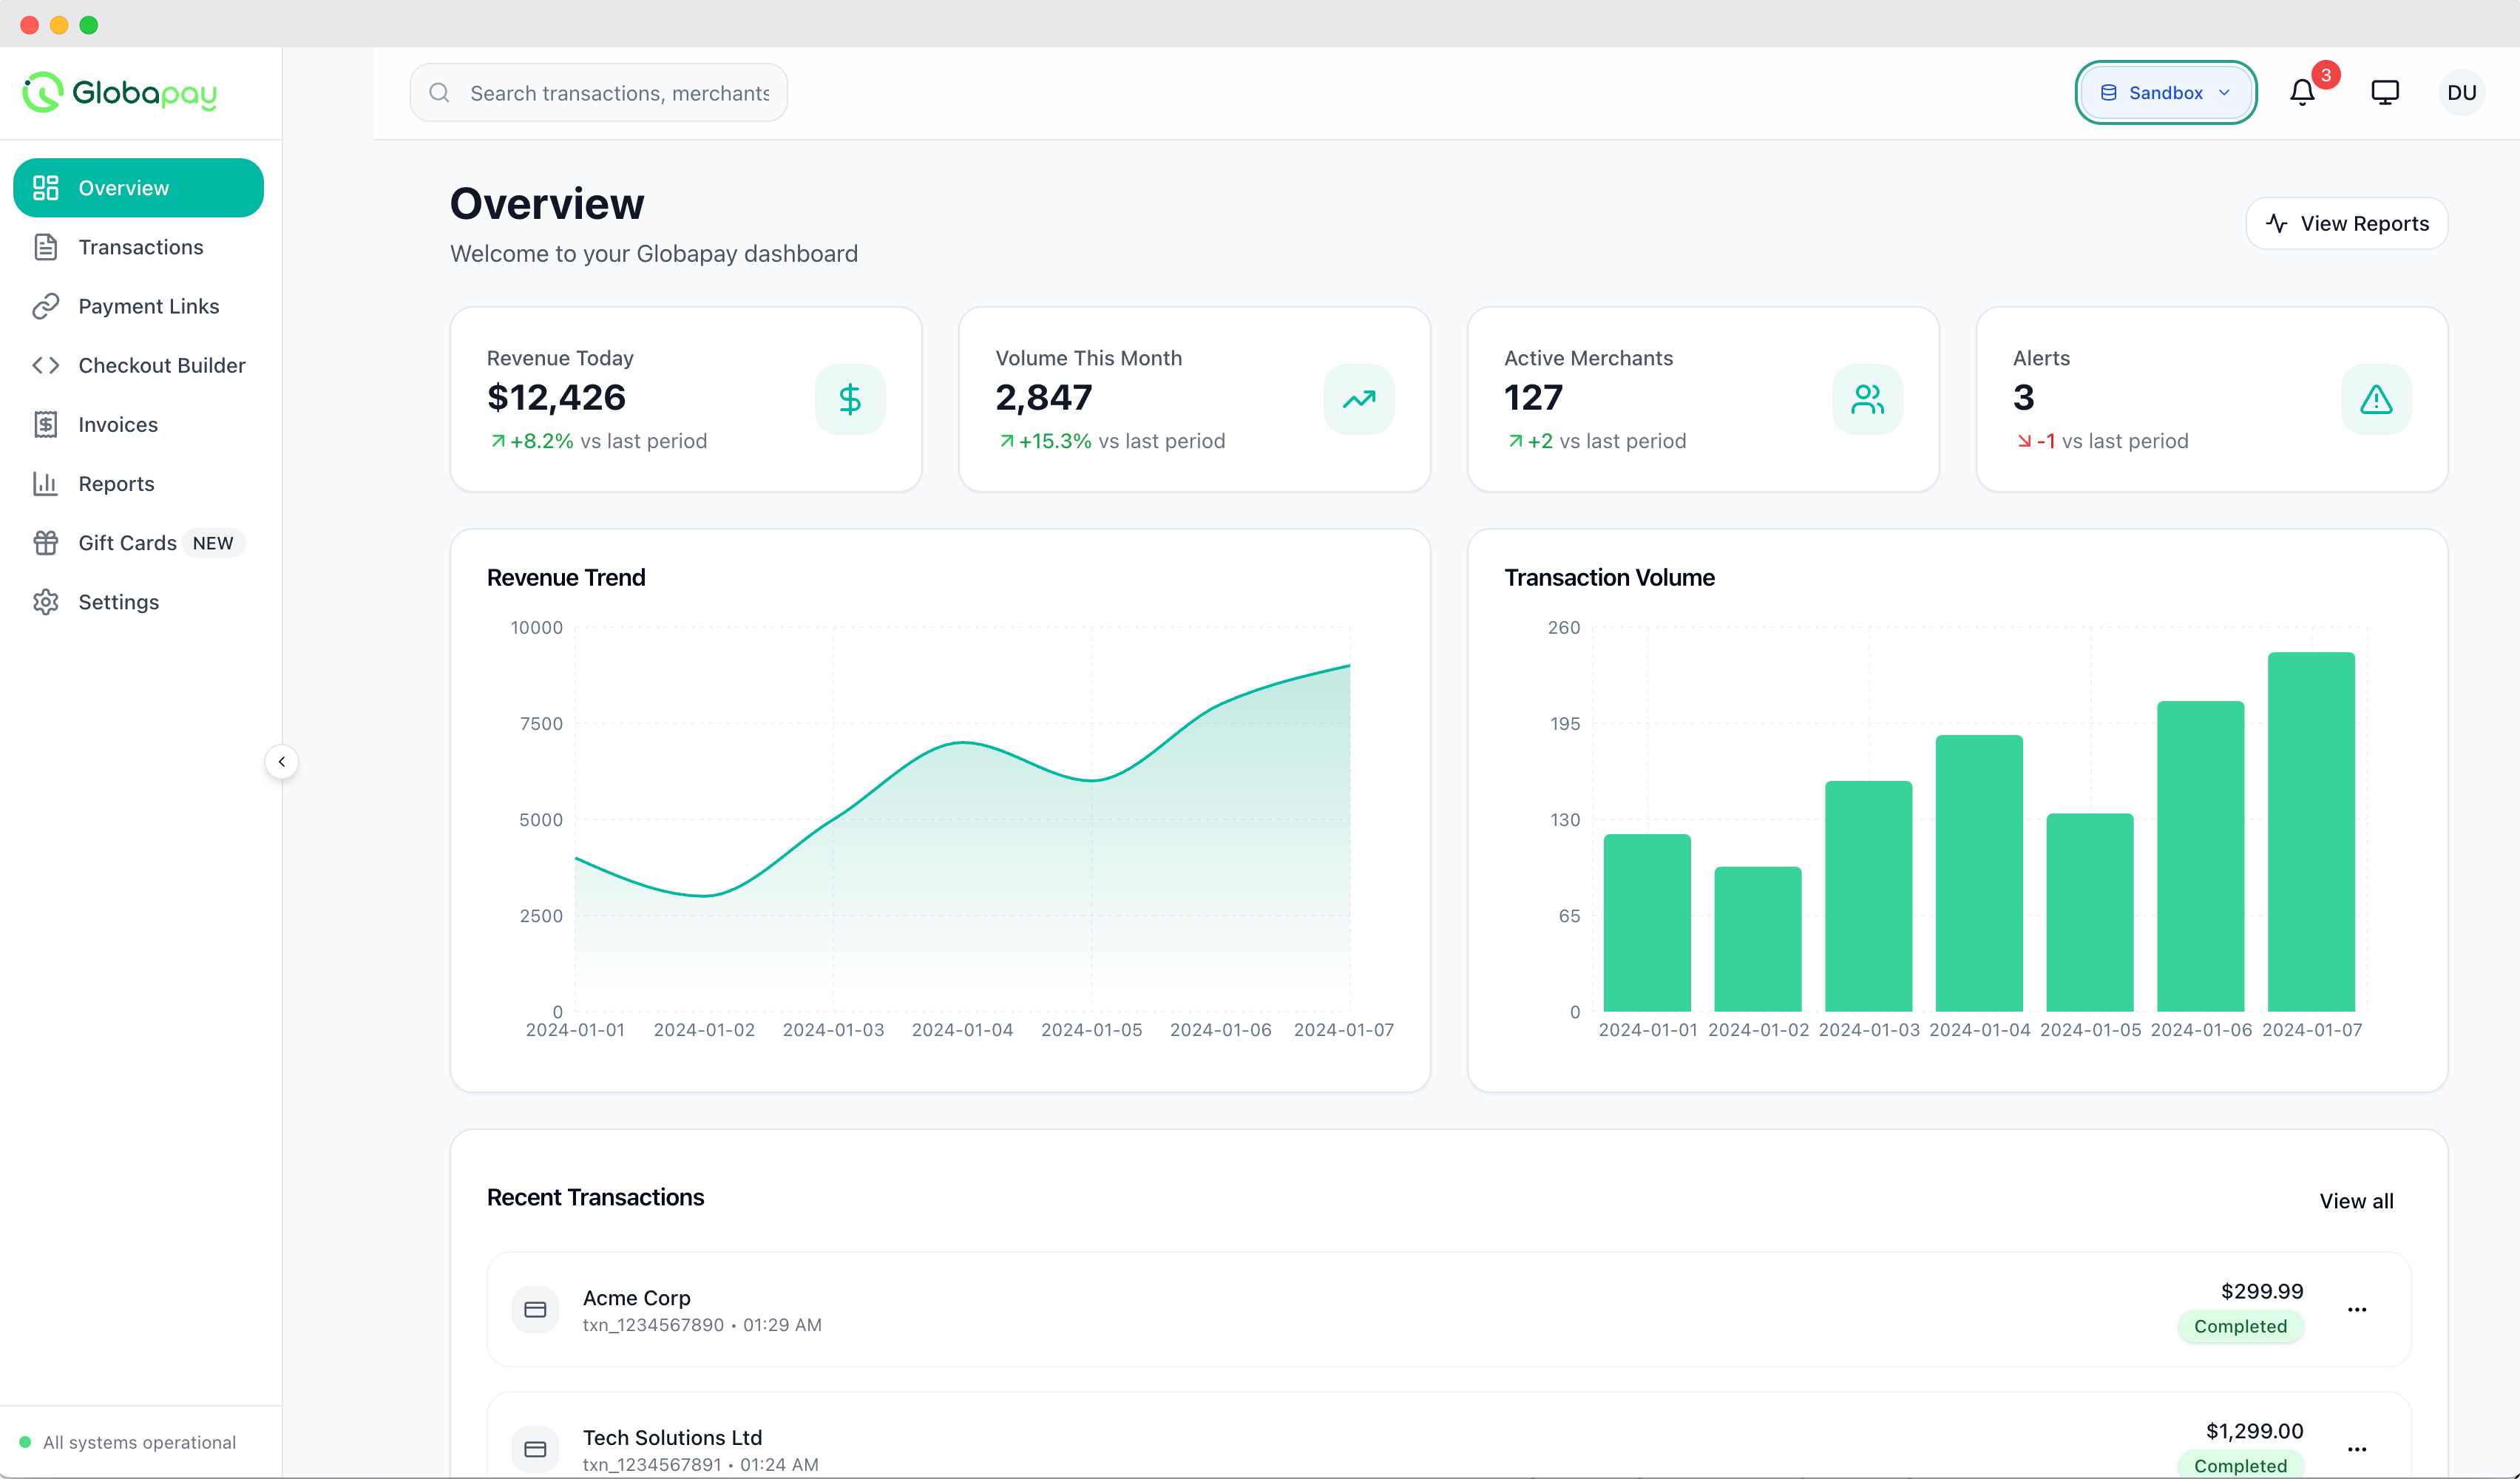 Globapay
Search transactions, merchants
Sandbox
3
DU
Overview
Transactions
Payment Links
Checkout Builder
Invoices
Reports
Gift Cards NEW
Settings
All systems operational
Overview
Welcome to your Globapay dashboard
View Reports
Revenue Today
$12,426
+8.2% vs last period
Volume This Month
2,847
+15.3% vs last period
Active Merchants
127
+2 vs last period
Alerts
3
-1 vs last period
Revenue Trend
10000
7500
5000
2500
0
2024-01-01 2024-01-02 2024-01-03 2024-01-04 2024-01-05 2024-01-06 2024-01-07
Transaction Volume
260
195
130
65
0
2024-01-01 2024-01-02 2024-01-03 2024-01-04 2024-01-05 2024-01-06 2024-01-07
Recent Transactions
View all
Acme Corp
txn_1234567890 • 01:29 AM
$299.99
Completed
Tech Solutions Ltd
txn_1234567891 • 01:24 AM
$1,299.00
Completed